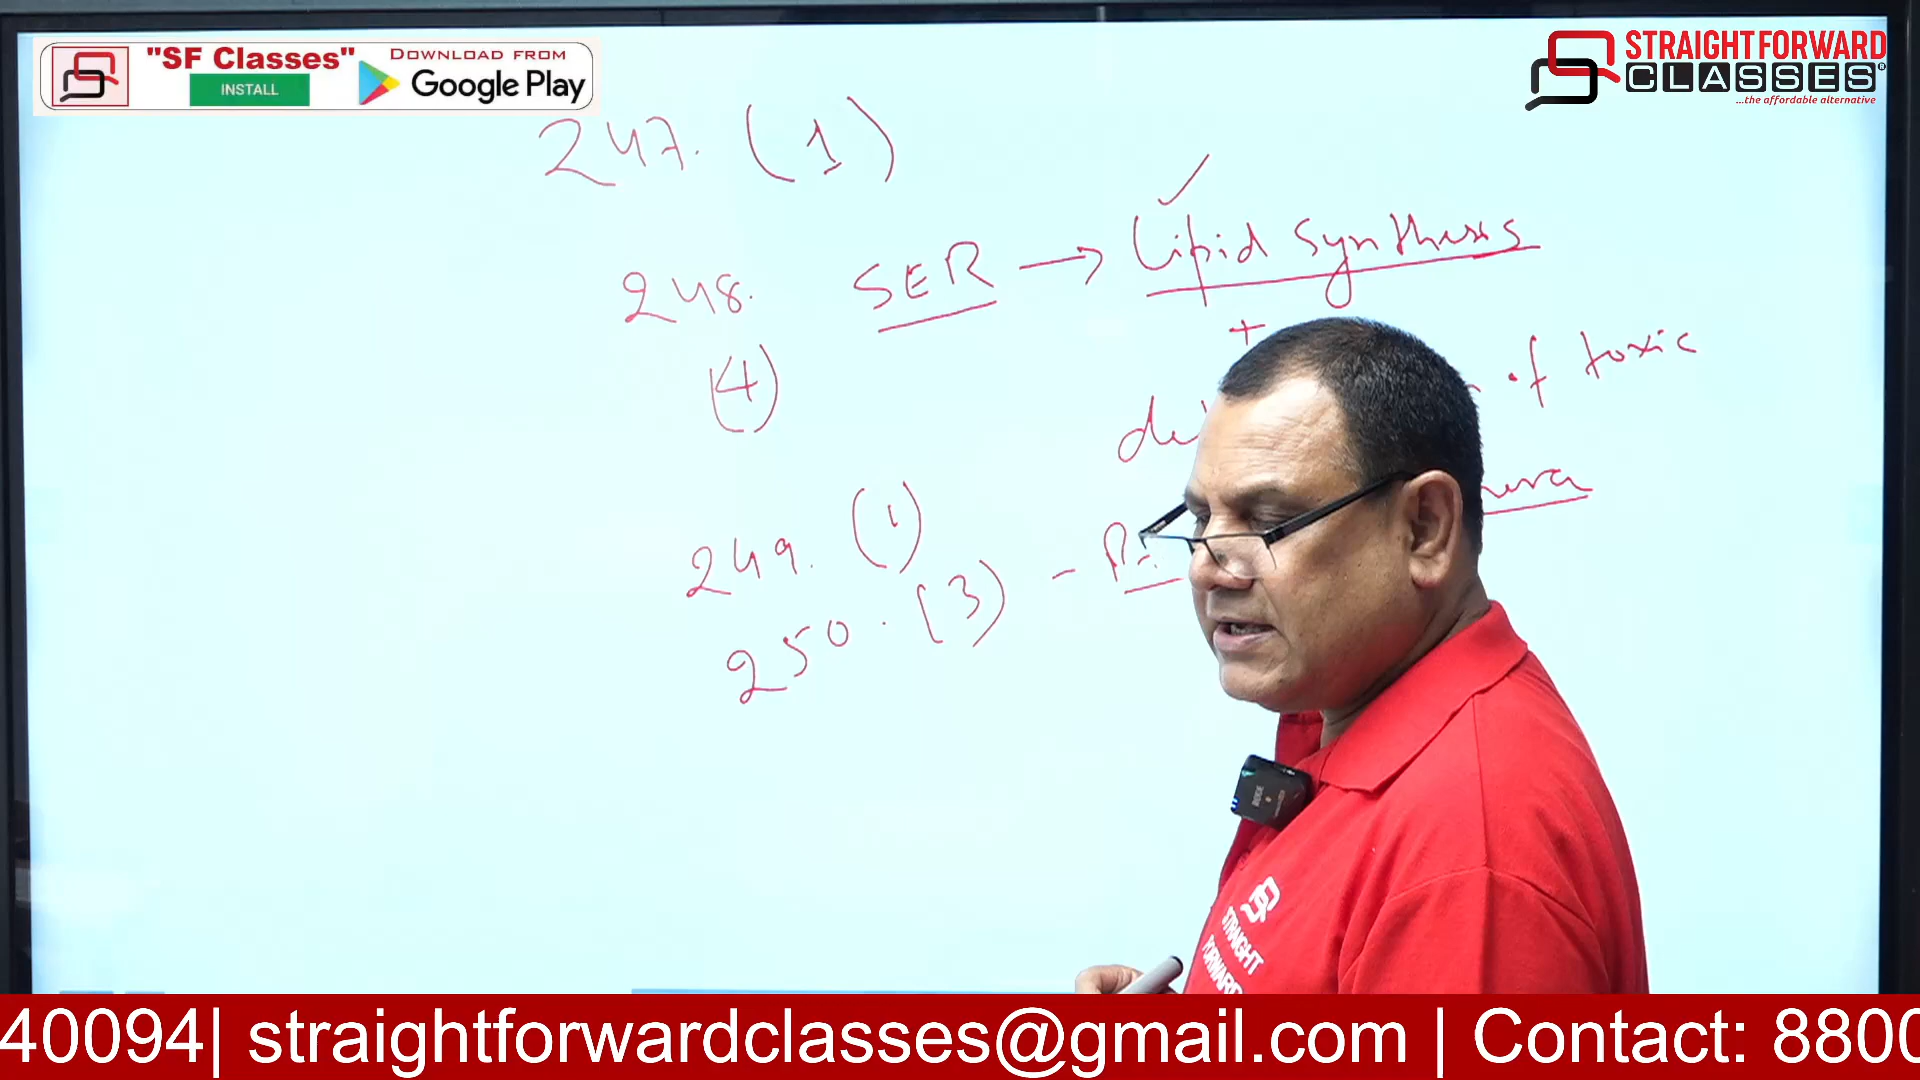 "SF Classes"
INSTALL
DOWNLOAD FROM
Google Play
STRAIGHTFORWARD
CLASSES®
...the affordable alternative
247. (1)
248. SER → Lipid synthesis
+
(4)
of toxic
249. (1)
250. (3) -
STRAIGHT
FORWARD
40094| straightforwardclasses@gmail.com | Contact: 8800